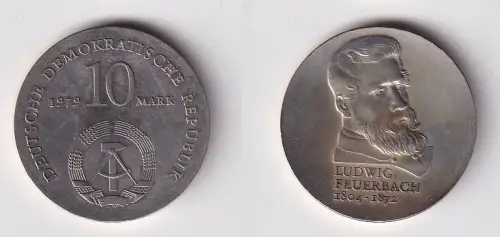 DEUTSCHE DEMOKRATISCHE REPUBLIK
1979 10 MARK
LUDWIG
FEUERBACH
1804-1872